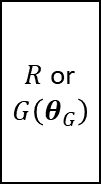 R or
G(θ_G)